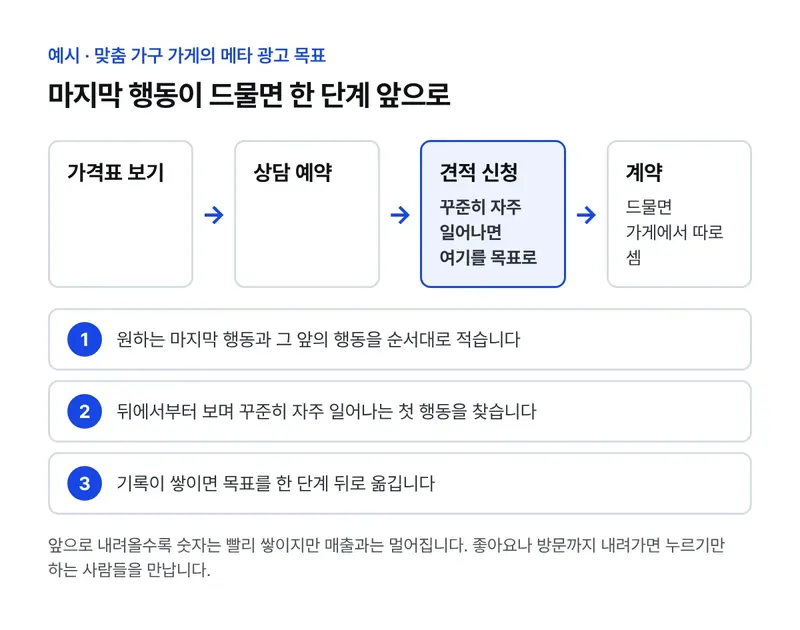 예시 · 맞춤 가구 가게의 메타 광고 목표
마지막 행동이 드물면 한 단계 앞으로
가격표 보기
상담 예약
견적 신청
꾸준히 자주
일어나면
여기를 목표로
계약
드물면
가게에서 따로
셈
1 원하는 마지막 행동과 그 앞의 행동을 순서대로 적습니다
2 뒤에서부터 보며 꾸준히 자주 일어나는 첫 행동을 찾습니다
3 기록이 쌓이면 목표를 한 단계 뒤로 옮깁니다
앞으로 내려올수록 숫자는 빨리 쌓이지만 매출과는 멀어집니다. 좋아요나 방문까지 내려가면 누르기만
하는 사람들을 만납니다.